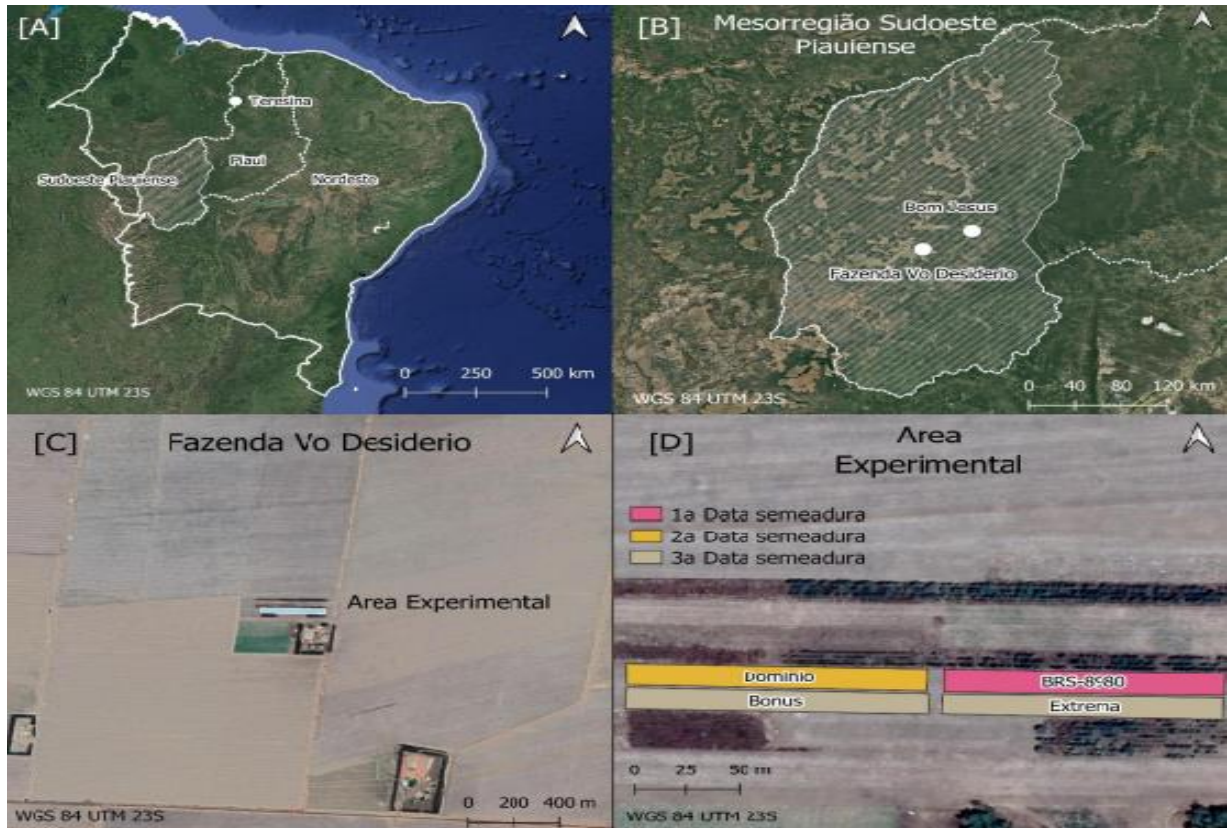 [A]
Teresina
Piaui
Sudoeste Piauiense
Nordeste
0 250 500 km
WGS 84 UTM 23S
[B]
Mesorregião Sudoeste
Piauiense
Bom Jesus
Fazenda Vo Desiderio
0 40 80 120 km
WGS 84 UTM 23S
[C]
Fazenda Vo Desiderio
Area Experimental
0 200 400 m
WGS 84 UTM 23S
[D]
Area
Experimental
1a Data semeadura
2a Data semeadura
3a Data semeadura
Dominio
BRS-8980
Bonus
Extrema
0 25 50 m
WGS 84 UTM 23S